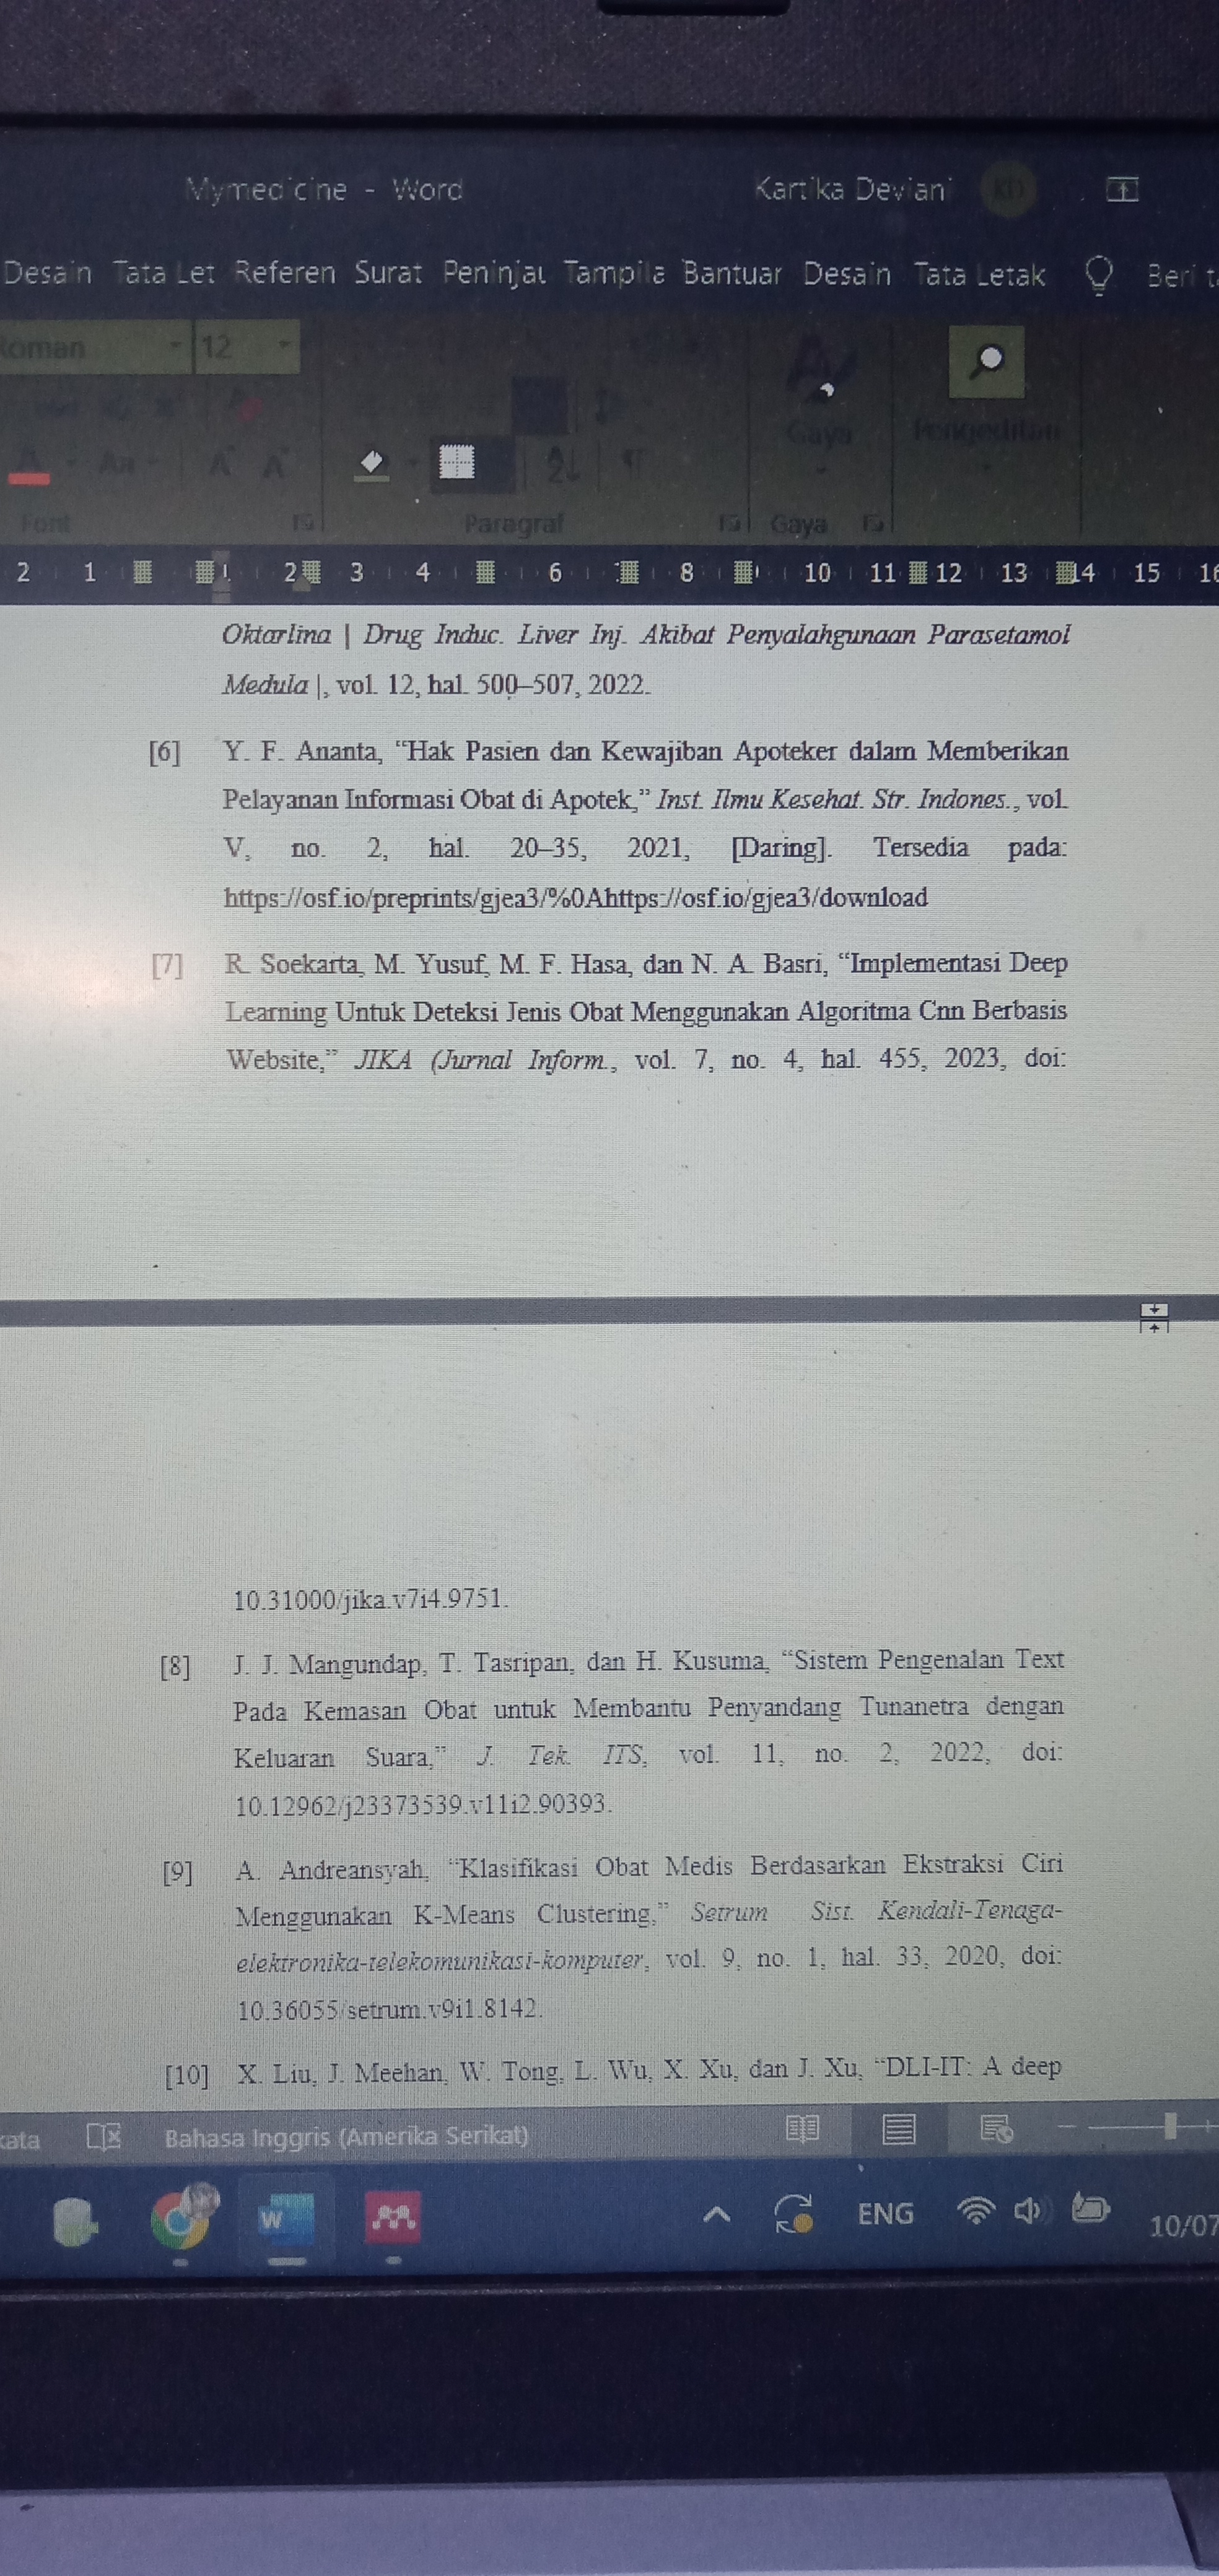 Mymedicine - Word Kartika Deviani KD
Desain Tata Let Referen Surat Peninjau Tampila Bantuan Desain Tata Letak Beri
Roman 12
Gaya Pengeditan
Font Paragraf Gaya
2 1 1 2 3 4 6 8 10 11 12 13 14 15 16
Oktarlina | Drug Induc. Liver Inj. Akibat Penyalahgunaan Parasetamol
Medula |, vol. 12, hal. 500–507, 2022.
[6] Y. F. Ananta, “Hak Pasien dan Kewajiban Apoteker dalam Memberikan
Pelayanan Informasi Obat di Apotek,” Inst. Ilmu Kesehat. Str. Indones., vol.
V, no. 2, hal. 20–35, 2021, [Daring]. Tersedia pada:
https://osf.io/preprints/gjea3/%0Ahttps://osf.io/gjea3/download
[7] R. Soekarta, M. Yusuf, M. F. Hasa, dan N. A. Basri, “Implementasi Deep
Learning Untuk Deteksi Jenis Obat Menggunakan Algoritma Cnn Berbasis
Website,” JIKA (Jurnal Inform., vol. 7, no. 4, hal. 455, 2023, doi:
10.31000/jika.v7i4.9751.
[8] J. J. Mangundap, T. Tasripan, dan H. Kusuma, “Sistem Pengenalan Text
Pada Kemasan Obat untuk Membantu Penyandang Tunanetra dengan
Keluaran Suara,” J. Tek. ITS, vol. 11, no. 2, 2022, doi:
10.12962/j23373539.v11i2.90393.
[9] A. Andreansyah, “Klasifikasi Obat Medis Berdasarkan Ekstraksi Ciri
Menggunakan K-Means Clustering,” Setrum Sist. Kendali-Tenaga-
elektronika-telekomunikasi-komputer, vol. 9, no. 1, hal. 33, 2020, doi:
10.36055/setrum.v9i1.8142.
[10] X. Liu, J. Meehan, W. Tong, L. Wu, X. Xu, dan J. Xu, “DLI-IT: A deep
kata Bahasa Inggris (Amerika Serikat)
ENG
10/07